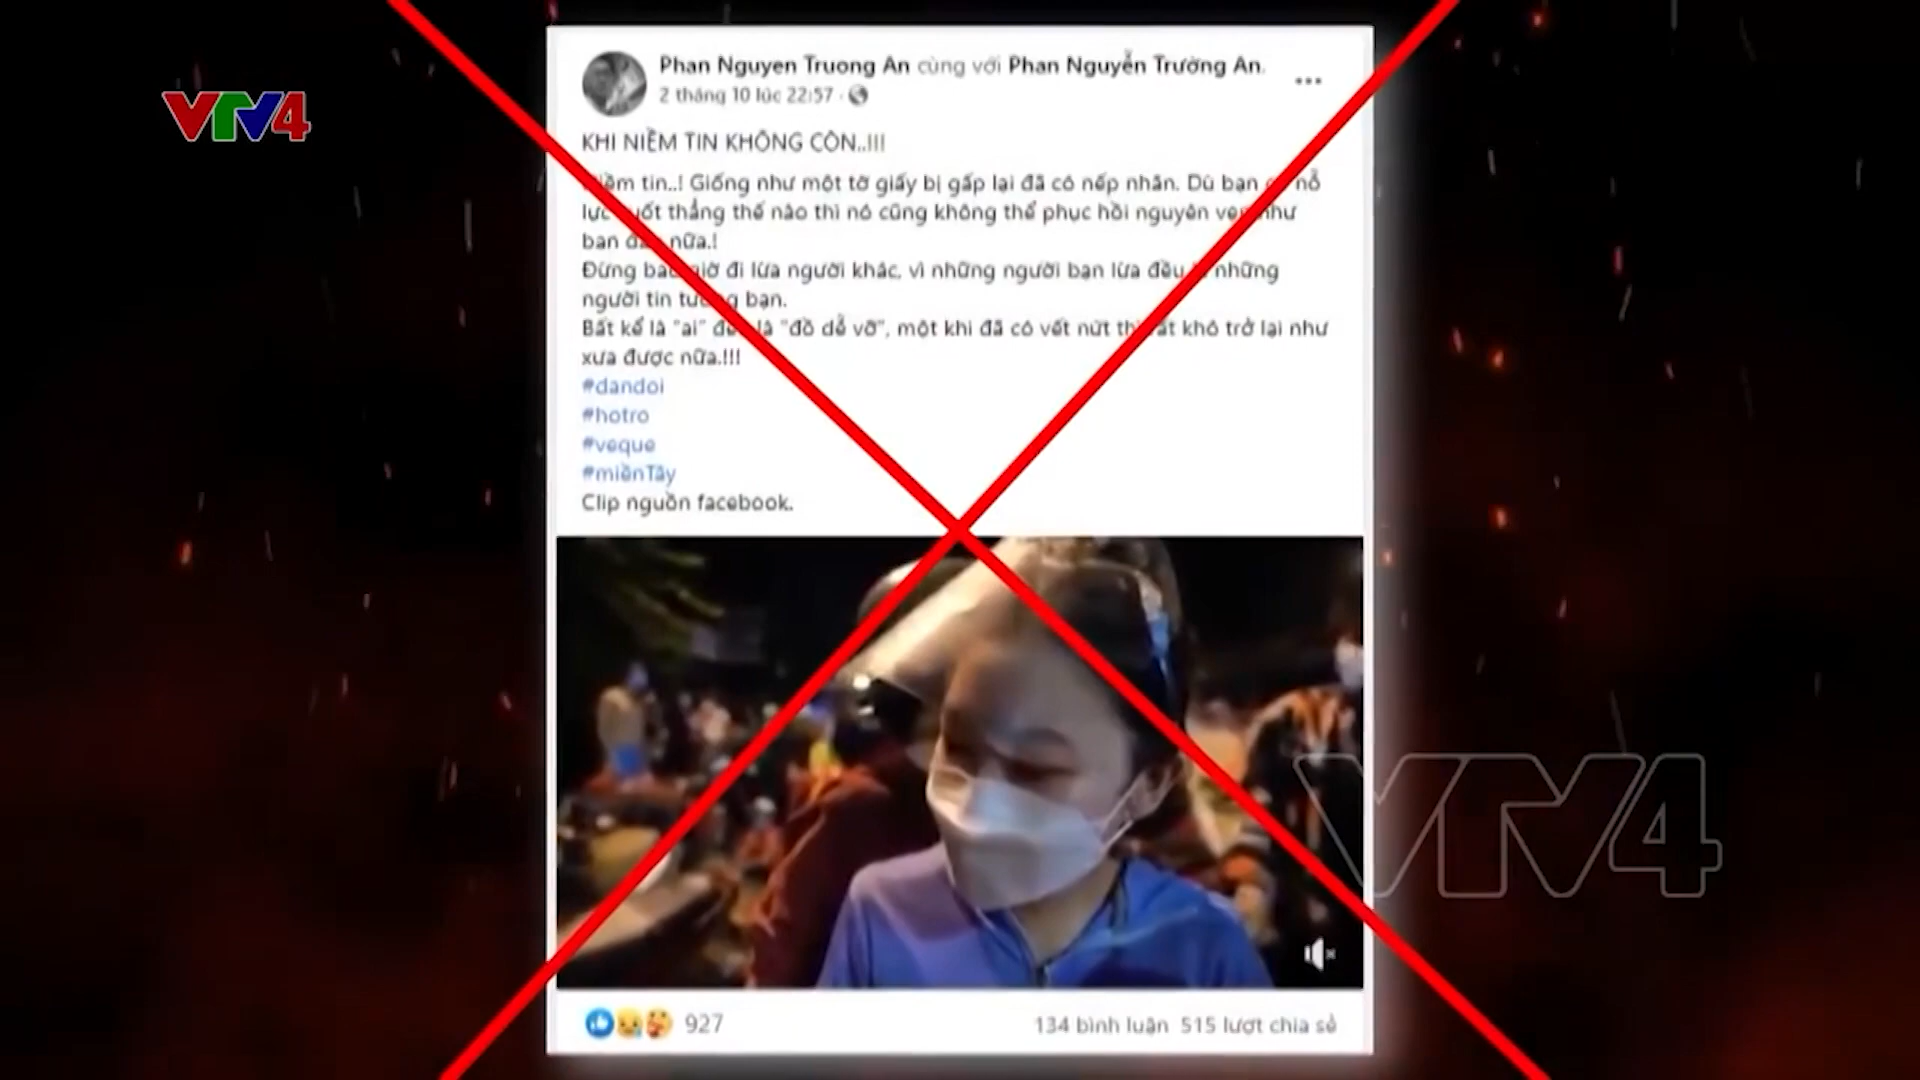 VTV4
Phan Nguyen Truong An cùng với Phan Nguyễn Trường An.
2 tháng 10 lúc 22:57
KHI NIỀM TIN KHÔNG CÒN..!!!
tin..! Giống như một tờ giấy bị gấp lại đã có nếp nhăn. Dù bạn nỗ
lực thẳng thế nào thì nó cũng không thể phục hồi nguyên vẹn như
ban nữa.!
Đừng bao giờ đi lừa người khác, vì những người bạn lừa đều những
người tin tưởng bạn.
Bất kể là "ai" đều là "đồ dễ vỡ", một khi đã có vết nứt thì rất khó trở lại như
xưa được nữa.!!!
#dandoi
#hotro
#veque
#miềnTây
Clip nguồn facebook.
VTV4
927
134 bình luận 515 lượt chia sẻ